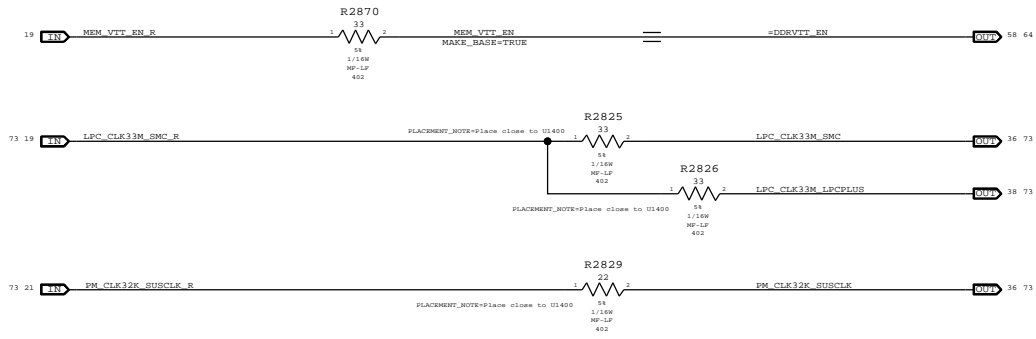 R2870
33
19 IN MEM_VTT_EN_R 1 2 MEM_VTT_EN =DDRVTT_EN OUT 58 64
MAKE_BASE=TRUE
5%
1/16W
MF-LF
402
R2825
PLACEMENT_NOTE=Place close to U1400
33
73 19 IN LPC_CLK33M_SMC_R 1 2 LPC_CLK33M_SMC OUT 36 73
5%
1/16W
MF-LF
402
R2826
33
1 2 LPC_CLK33M_LPCPLUS OUT 38 73
PLACEMENT_NOTE=Place close to U1400
5%
1/16W
MF-LF
402
R2829
22
73 21 IN PM_CLK32K_SUSCLK_R 1 2 PM_CLK32K_SUSCLK OUT 36 73
PLACEMENT_NOTE=Place close to U1400
5%
1/16W
MF-LF
402